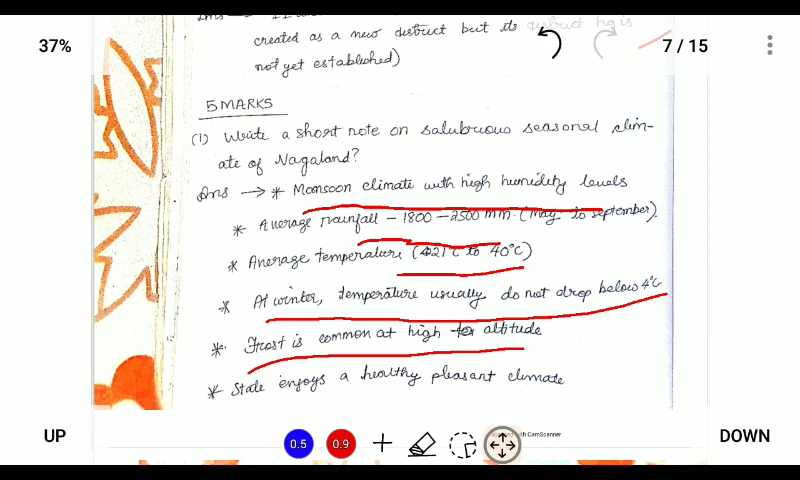 37%
7 / 15
created as a new district but its district hq is
not yet established)
5 MARKS
(1) Write a short note on salubrious seasonal clim-
ate of Nagaland?
Ans → * Monsoon climate with high humidity levels
* Average rainfall - 1800 - 2500 mm. (May to september).
* Average temperature (21°C to 40°C)
* At winter, temperature usually do not drop below 4°C
* Frost is common at high altitude
* State enjoys a healthy pleasant climate
UP
0.5
0.9
with CamScanner
DOWN